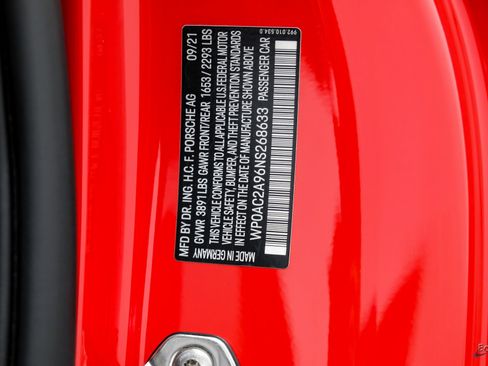 MFD BY DR. ING. H.C. F. PORSCHE AG 09/21
GVWR 3891 LBS GAWR FRONT/REAR 1653 / 2293 LBS
THIS VEHICLE CONFORMS TO ALL APPLICABLE U.S. FEDERAL MOTOR
VEHICLE SAFETY, BUMPER, AND THEFT PREVENTION STANDARDS
IN EFFECT ON THE DATE OF MANUFACTURE SHOWN ABOVE
WP0AC2A96NS268633 PASSENGER CAR
MADE IN GERMANY
992.010.534.0